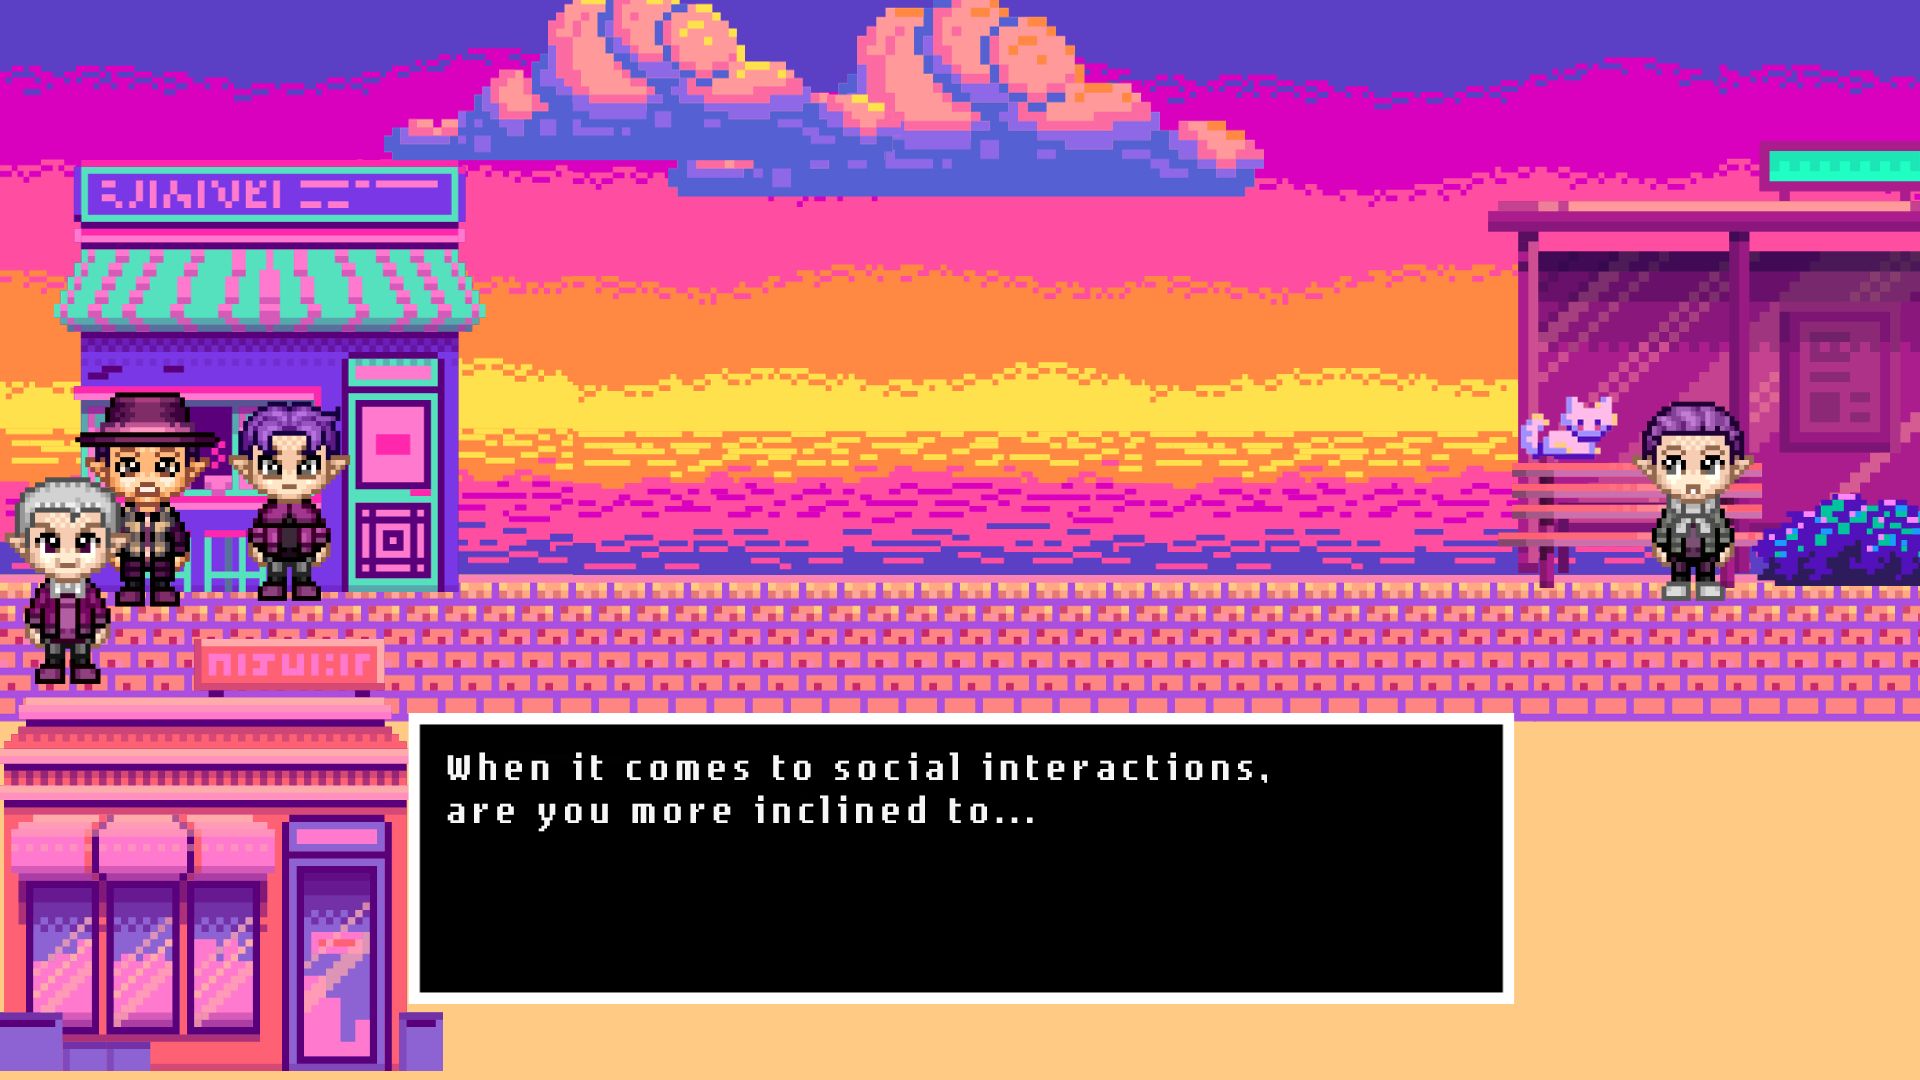 When it comes to social interactions,
are you more inclined to...